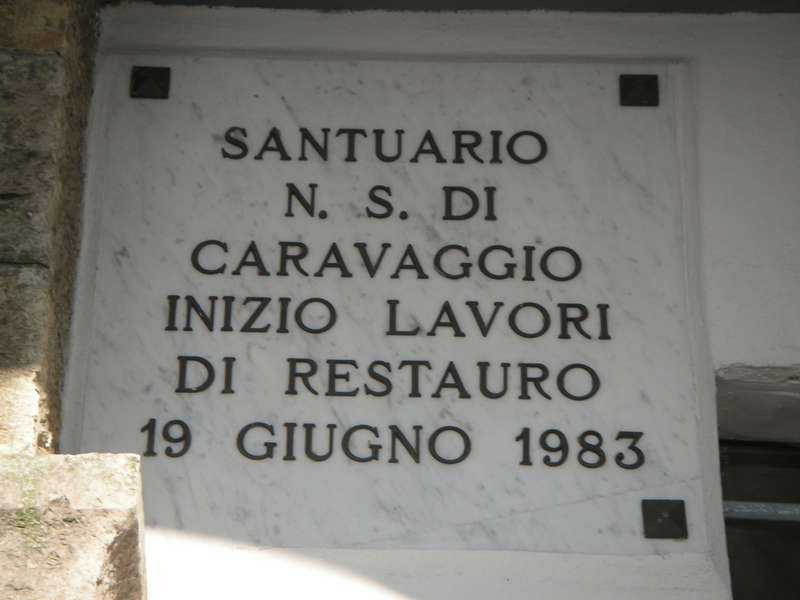 SANTUARIO
N. S. DI
CARAVAGGIO
INIZIO LAVORI
DI RESTAURO
19 GIUGNO 1983